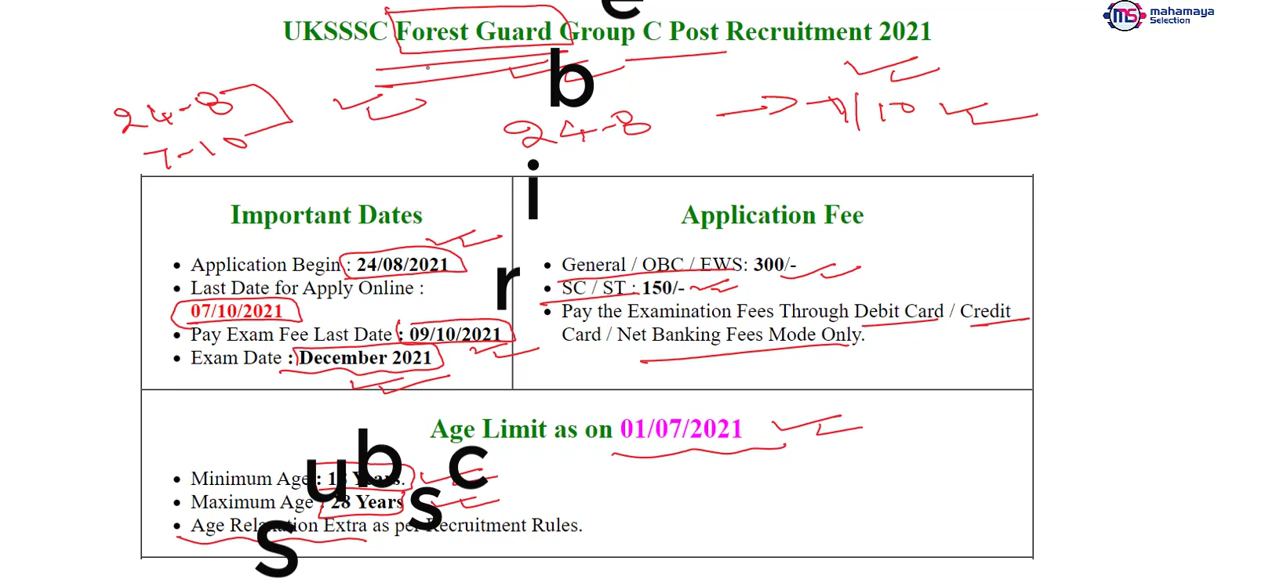 mahamaya
Selection
UKSSSC Forest Guard Group C Post Recruitment 2021
24-8
7-10
24-8 → 7/10
Important Dates
• Application Begin : 24/08/2021
• Last Date for Apply Online :
07/10/2021
• Pay Exam Fee Last Date : 09/10/2021
• Exam Date : December 2021
Application Fee
• General / OBC / EWS: 300/-
• SC / ST : 150/-
• Pay the Examination Fees Through Debit Card / Credit
Card / Net Banking Fees Mode Only.
Age Limit as on 01/07/2021
• Minimum Age : Years.
• Maximum Age : 28 Years
• Age Relaxation Extra as per Recruitment Rules.
S
u
b
s
c
r
i
b
e